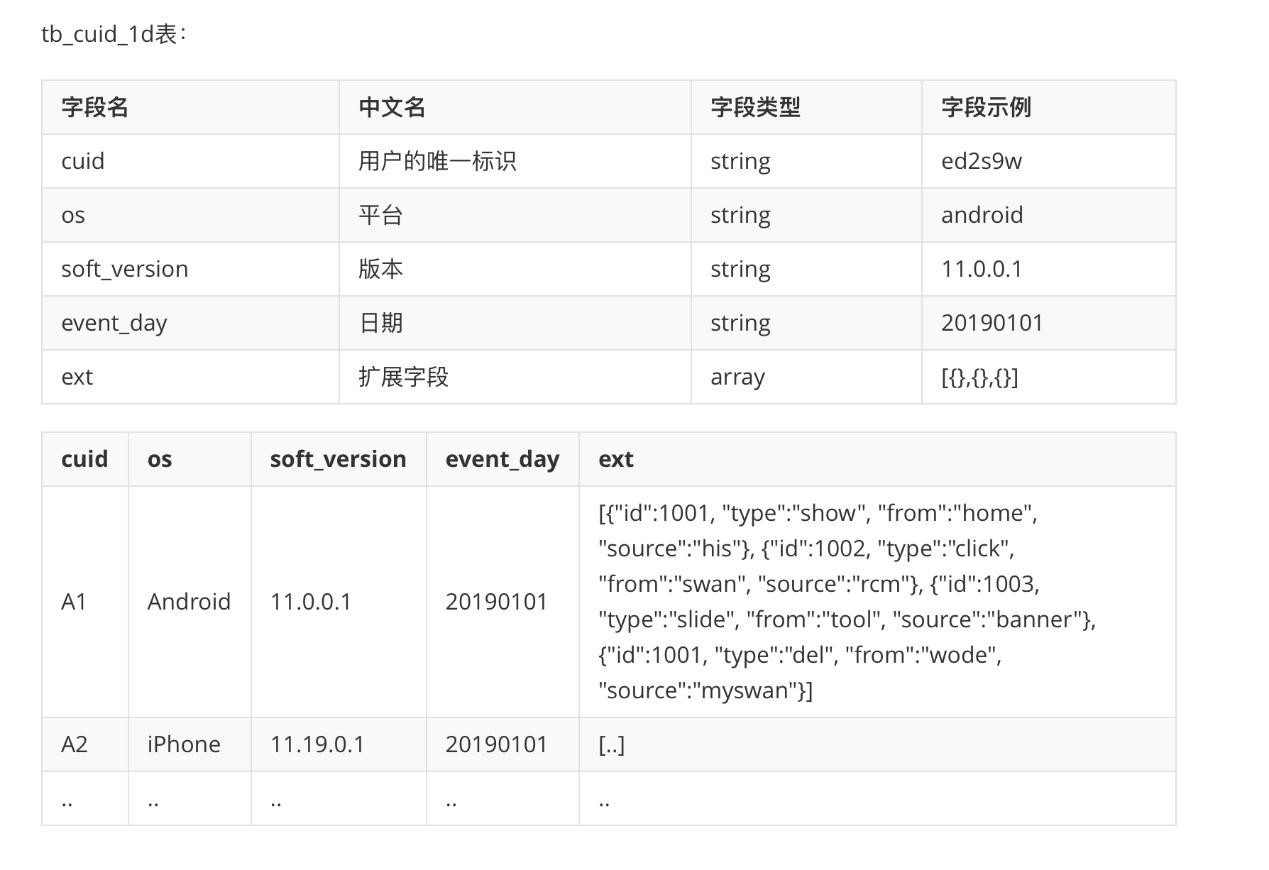 tb_cuid_1d表：
字段名 中文名 字段类型 字段示例
cuid 用户的唯一标识 string ed2s9w
os 平台 string android
soft_version 版本 string 11.0.0.1
event_day 日期 string 20190101
ext 扩展字段 array [{},{},{}]
cuid os soft_version event_day ext
[{"id":1001, "type":"show", "from":"home",
"source":"his"}, {"id":1002, "type":"click",
"from":"swan", "source":"rcm"}, {"id":1003,
A1 Android 11.0.0.1 20190101
"type":"slide", "from":"tool", "source":"banner"},
{"id":1001, "type":"del", "from":"wode",
"source":"myswan"}]
A2 iPhone 11.19.0.1 20190101 [..]
.. .. .. .. ..